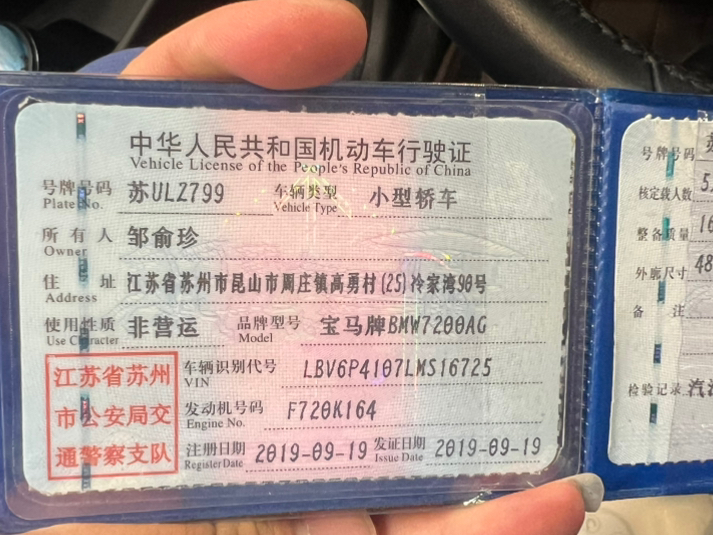 中华人民共和国机动车行驶证
Vehicle License of the People's Republic of China
号牌号码 Plate No. 苏ULZ799 车辆类型 Vehicle Type 小型轿车
所有人 Owner 邹俞珍
住址 Address 江苏省苏州市昆山市周庄镇高勇村(25)冷家湾90号
使用性质 Use Character 非营运 品牌型号 Model 宝马牌BMW7200AG
江苏省苏州
市公安局交
通警察支队
车辆识别代号 VIN LBV6P4107LMS16725
发动机号码 Engine No. F720K164
注册日期 Register Date 2019-09-19 发证日期 Issue Date 2019-09-19
号牌号码
核定载人数
整备质量
外廓尺寸
备注
检验记录